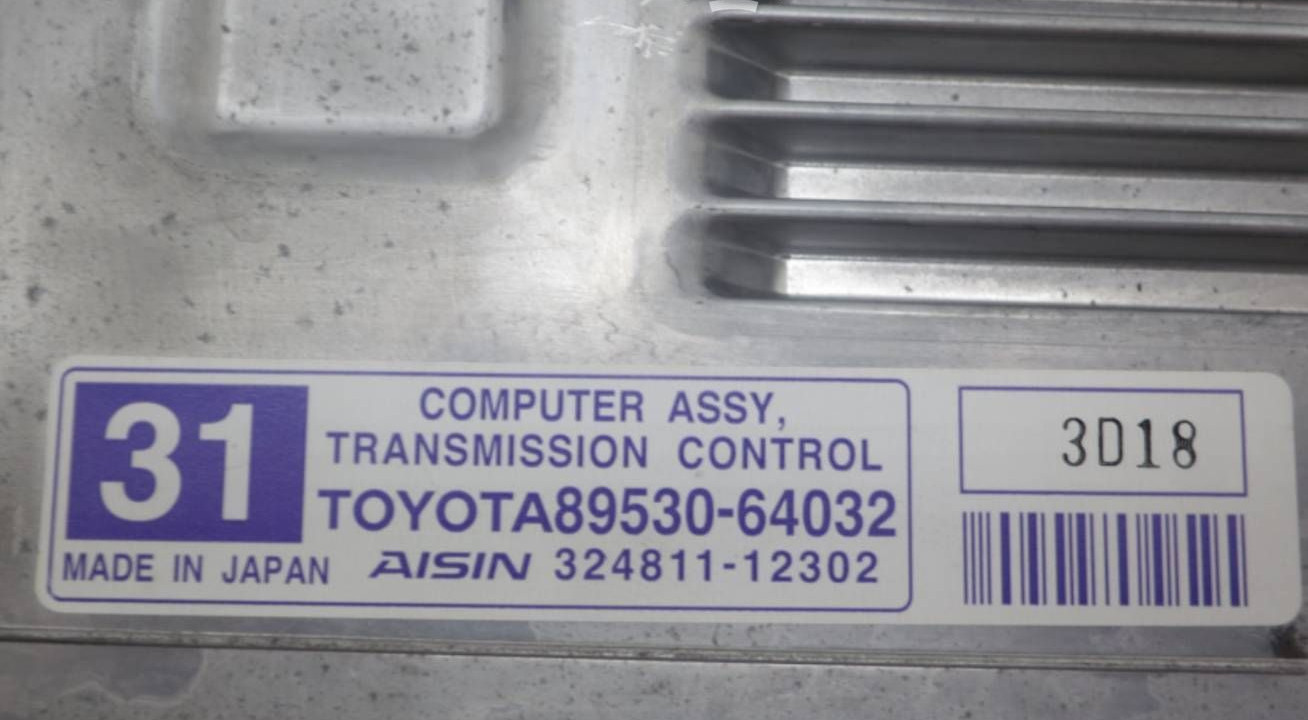 31
COMPUTER ASSY,
TRANSMISSION CONTROL
TOYOTA89530-64032
MADE IN JAPAN AISIN 324811-12302
3D18